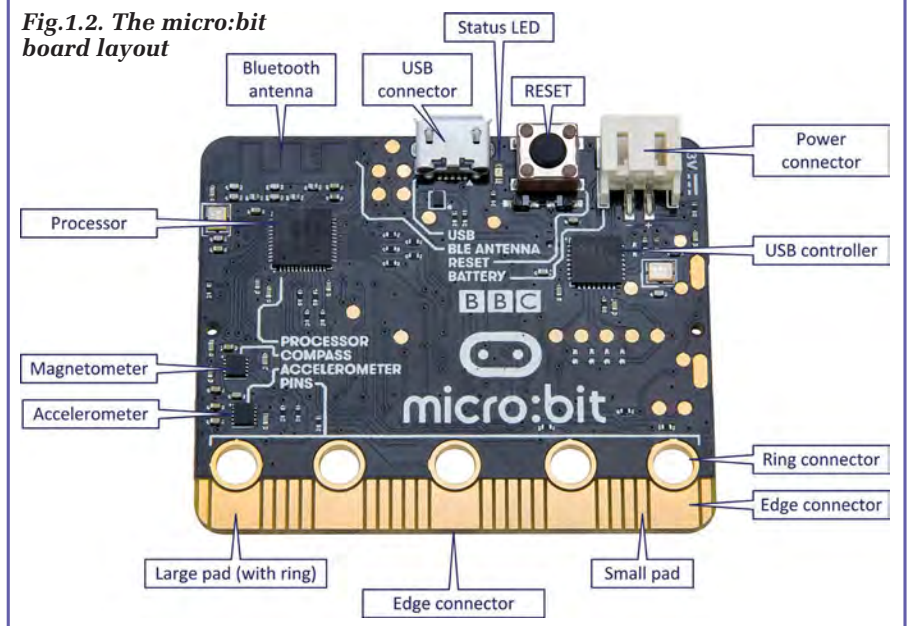 Fig.1.2. The micro:bit
board layout
Status LED
Bluetooth
antenna
USB
connector
RESET
Power
connector
3V
Processor
USB
BLE ANTENNA
RESET
BATTERY
USB controller
BBC
PROCESSOR
COMPASS
ACCELEROMETER
PINS
Magnetometer
Accelerometer
micro:bit
Ring connector
Edge connector
Large pad (with ring)
Small pad
Edge connector